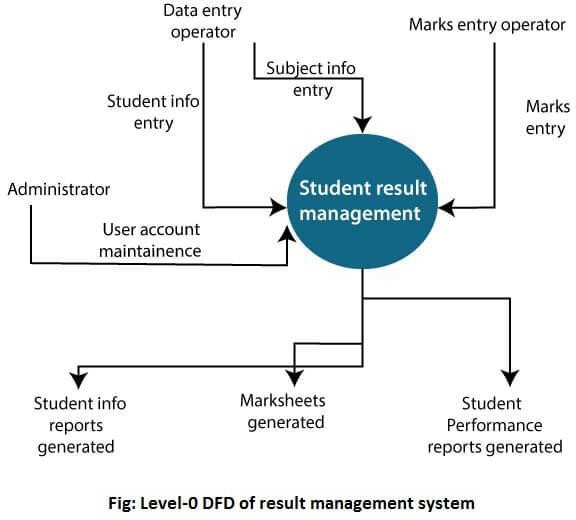 Data entry
operator
Marks entry operator
Subject info
entry
Student info
entry
Marks
entry
Student result
management
Administrator
User account
maintainence
Student info
reports
generated
Marksheets
generated
Student
Performance
reports generated
Fig: Level-0 DFD of result management system